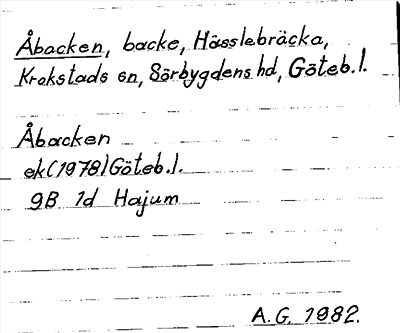 Åbacken, backe, Hässlebräcka,
Krokstads sn, Sörbygdens hd, Göteb.l.
Åbacken
ek(1978)Göteb.l.
9B 1d Hajum
A.G. 1982.